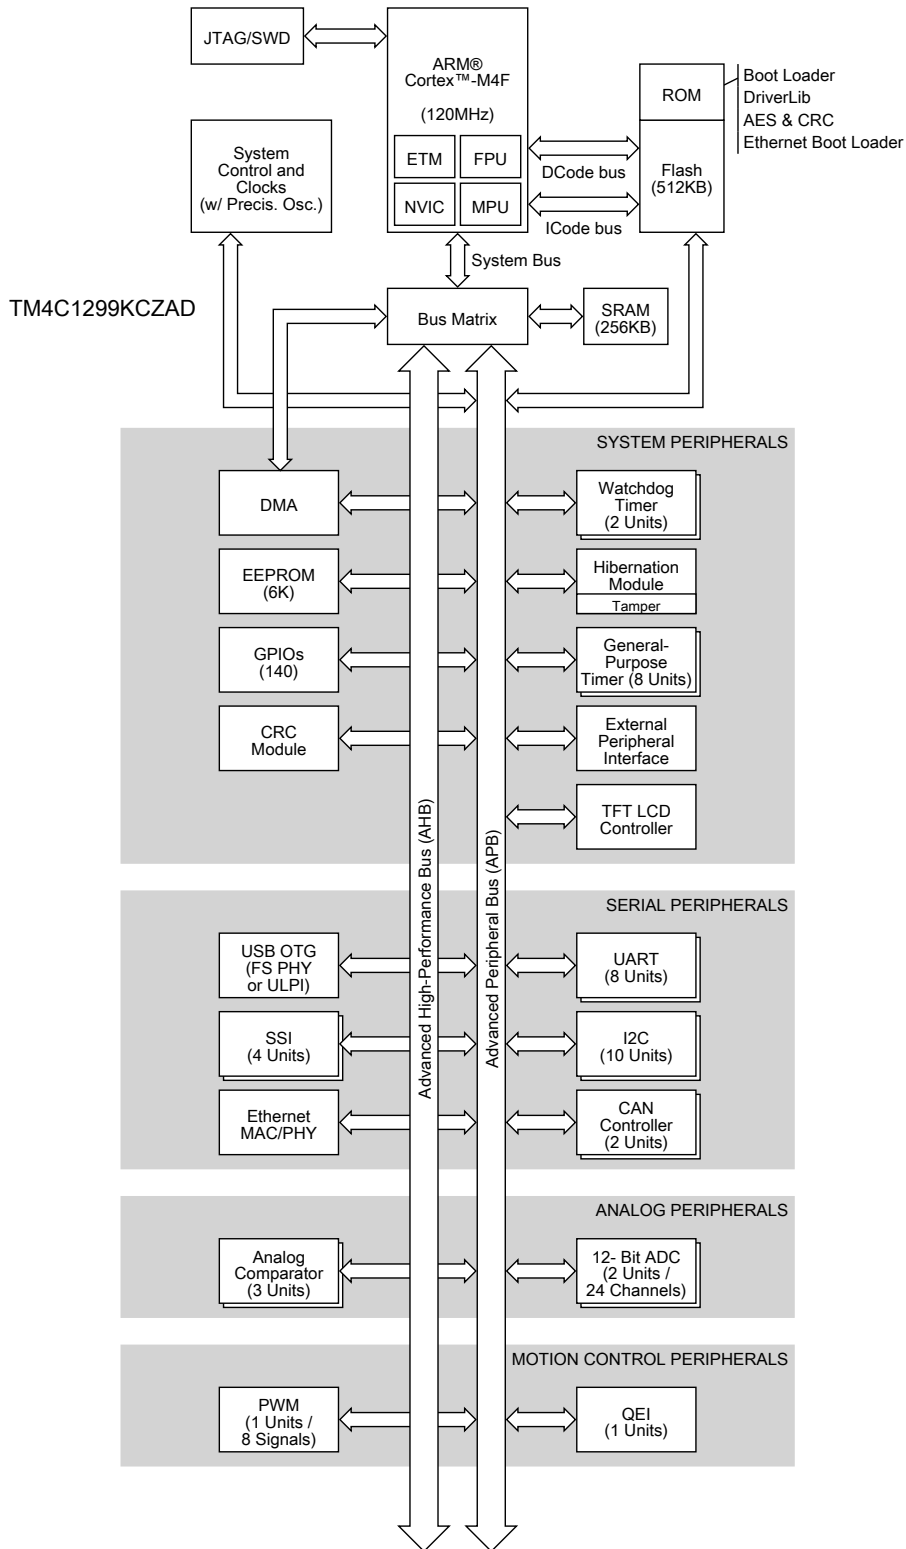 JTAG/SWD
ARM®
Cortex™-M4F
(120MHz)
ETM
FPU
NVIC
MPU
System
Control and
Clocks
(w/ Precis. Osc.)
DCode bus
ICode bus
ROM
Flash
(512KB)
Boot Loader
DriverLib
AES & CRC
Ethernet Boot Loader
System Bus
TM4C1299KCZAD
Bus Matrix
SRAM
(256KB)
SYSTEM PERIPHERALS
DMA
Watchdog
Timer
(2 Units)
EEPROM
(6K)
Hibernation
Module
Tamper
GPIOs
(140)
General-
Purpose
Timer (8 Units)
CRC
Module
External
Peripheral
Interface
TFT LCD
Controller
Advanced High-Performance Bus (AHB)
Advanced Peripheral Bus (APB)
SERIAL PERIPHERALS
USB OTG
(FS PHY
or ULPI)
UART
(8 Units)
SSI
(4 Units)
I2C
(10 Units)
Ethernet
MAC/PHY
CAN
Controller
(2 Units)
ANALOG PERIPHERALS
Analog
Comparator
(3 Units)
12- Bit ADC
(2 Units /
24 Channels)
MOTION CONTROL PERIPHERALS
PWM
(1 Units /
8 Signals)
QEI
(1 Units)